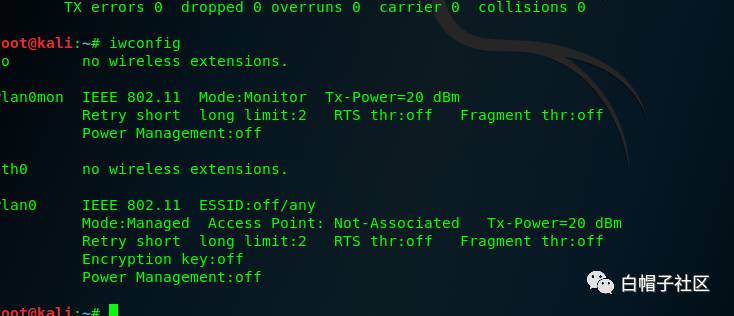 TX errors 0  dropped 0 overruns 0  carrier 0  collisions 0
oot@kali:~# iwconfig
o        no wireless extensions.
lan0mon  IEEE 802.11  Mode:Monitor  Tx-Power=20 dBm
Retry short  long limit:2   RTS thr:off   Fragment thr:off
Power Management:off
th0      no wireless extensions.
lan0     IEEE 802.11  ESSID:off/any
Mode:Managed  Access Point: Not-Associated   Tx-Power=20 dBm
Retry short  long limit:2   RTS thr:off   Fragment thr:off
Encryption key:off
Power Management:off
白帽子社区
oot@kali:~#